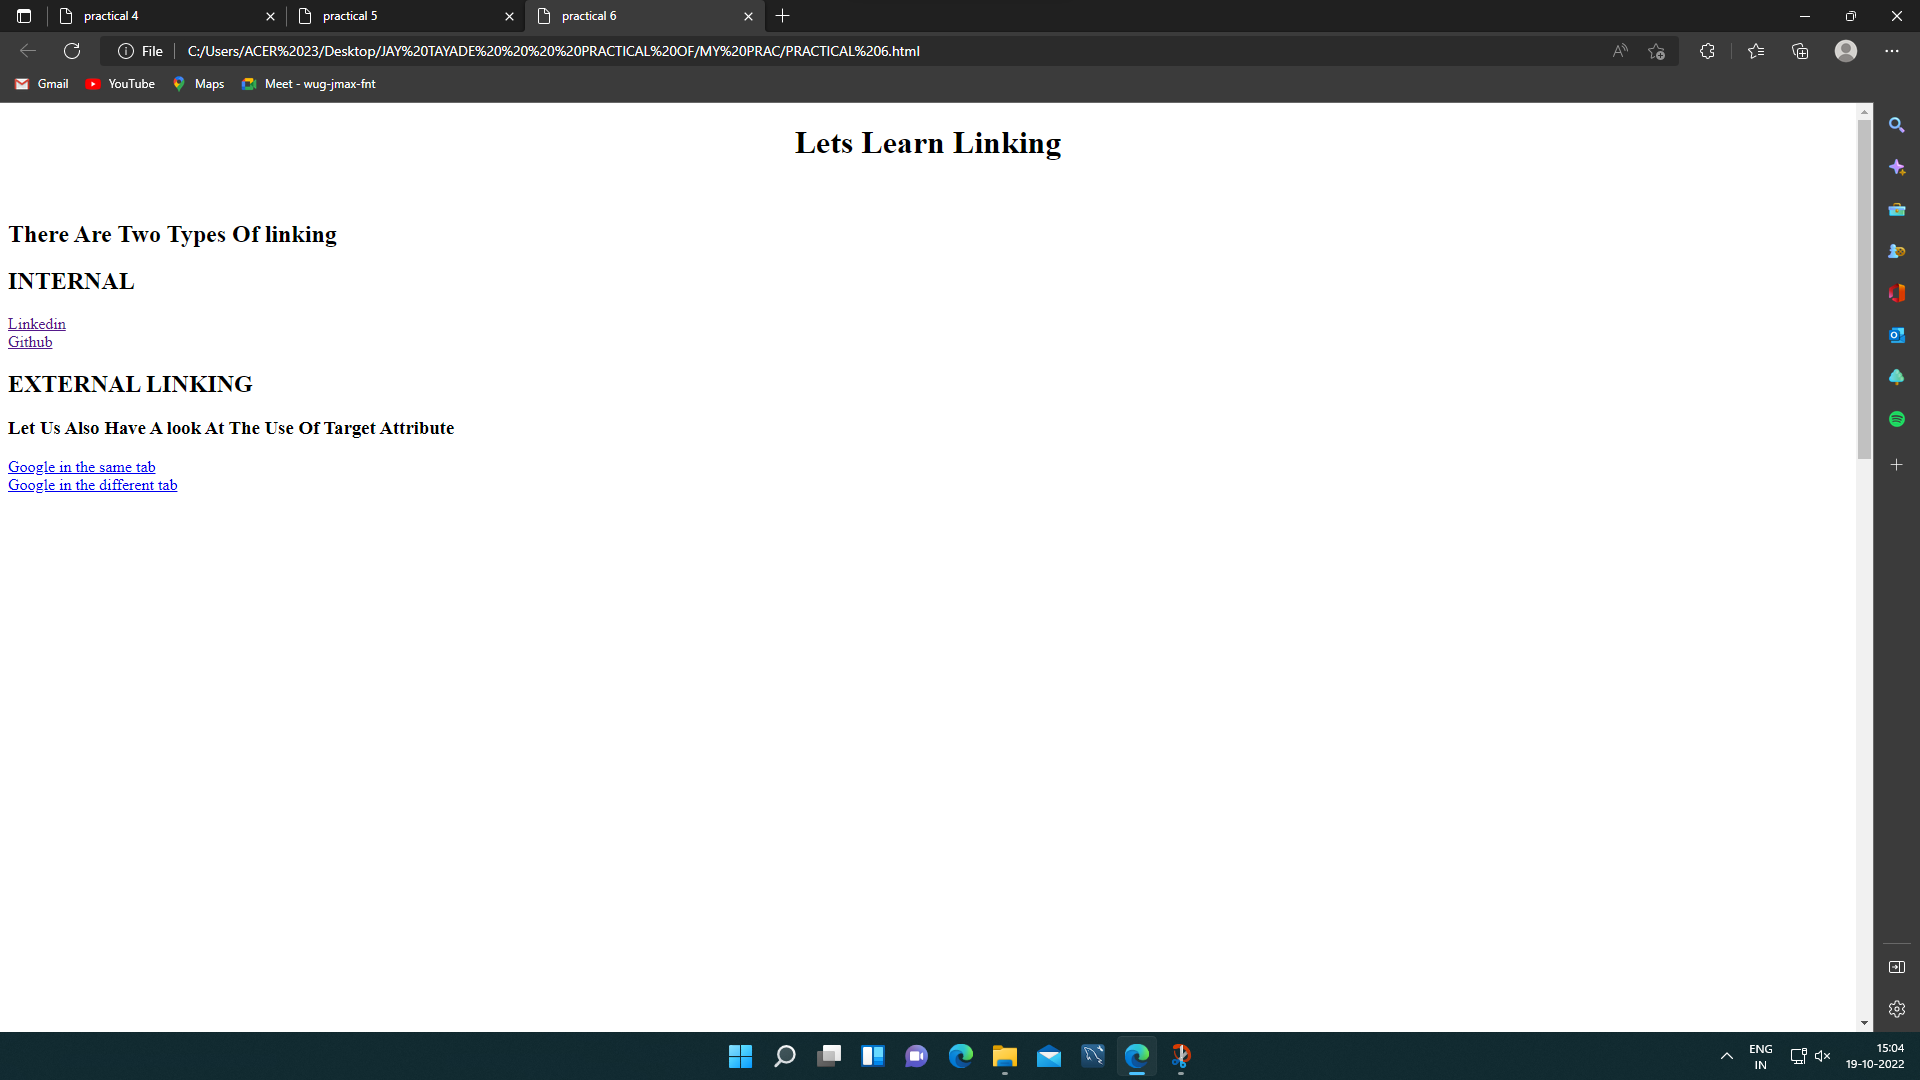 practical 4
practical 5
practical 6
File
C:/Users/ACER%2023/Desktop/JAY%20TAYADE%20%20%20%20PRACTICAL%20OF/MY%20PRAC/PRACTICAL%206.html
Gmail
YouTube
Maps
Meet - wug-jmax-fnt
Lets Learn Linking
There Are Two Types Of linking
INTERNAL
Linkedin
Github
EXTERNAL LINKING
Let Us Also Have A look At The Use Of Target Attribute
Google in the same tab
Google in the different tab
ENG
IN
15:04
19-10-2022